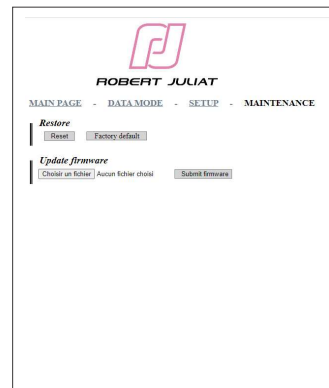 ROBERT JULIAT
MAIN PAGE - DATA MODE - SETUP - MAINTENANCE
Restore
Reset Factory default
Update firmware
Choisir un fichier Aucun fichier choisi Submit firmware